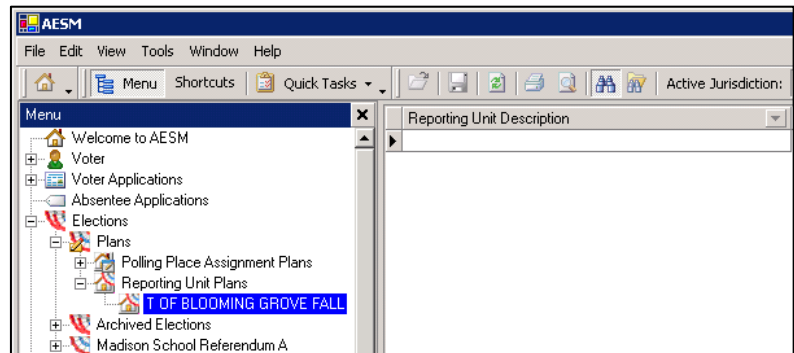 AESM
File Edit View Tools Window Help
Menu Shortcuts Quick Tasks Active Jurisdiction:
Menu
Reporting Unit Description
Welcome to AESM
Voter
Voter Applications
Absentee Applications
Elections
Plans
Polling Place Assignment Plans
Reporting Unit Plans
T OF BLOOMING GROVE FALL
Archived Elections
Madison School Referendum A